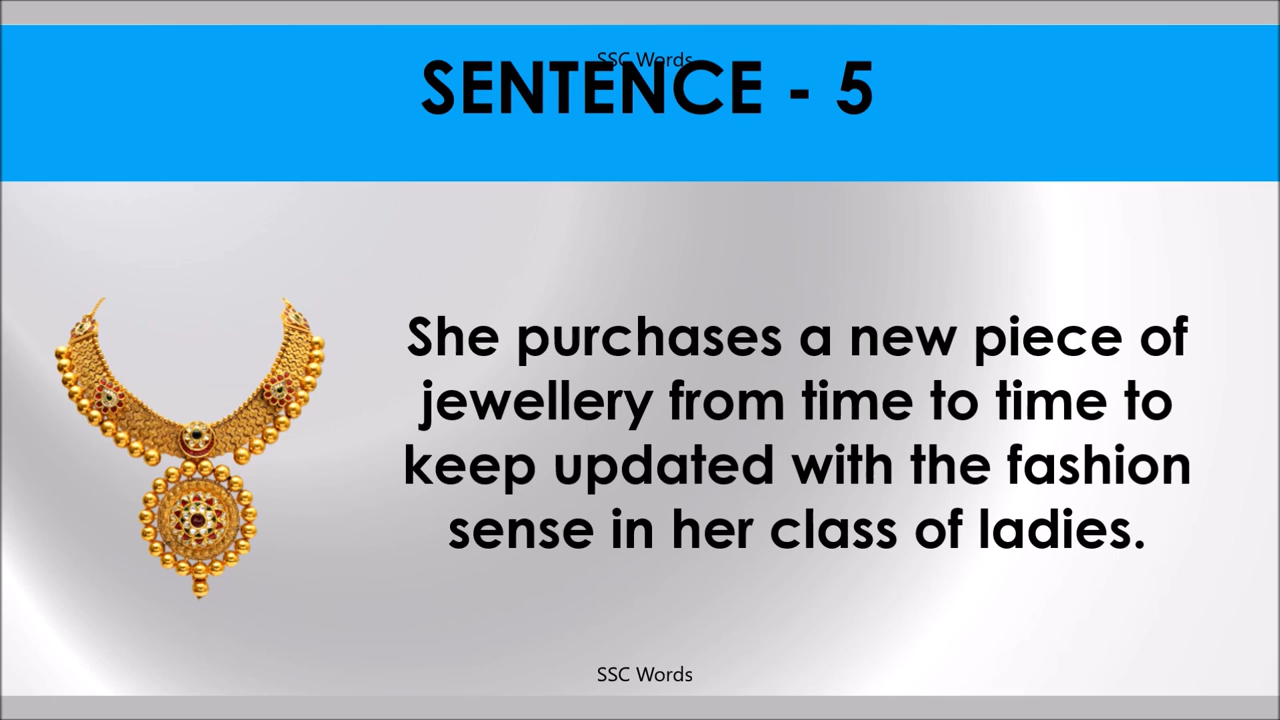 SSC Words
SENTENCE - 5
She purchases a new piece of
jewellery from time to time to
keep updated with the fashion
sense in her class of ladies.
SSC Words